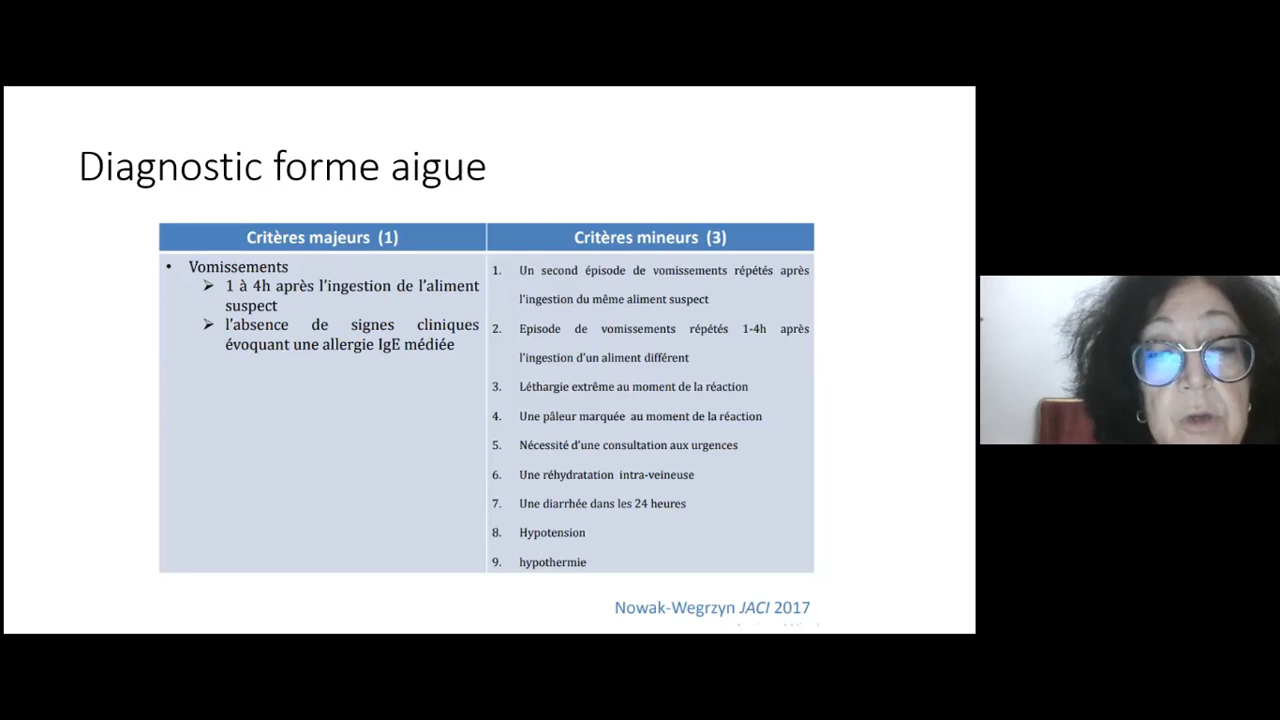 Diagnostic forme aigue
Critères majeurs (1)
Critères mineurs (3)
• Vomissements
➢ 1 à 4h après l'ingestion de l'aliment
suspect
➢ l'absence de signes cliniques
évoquant une allergie IgE médiée
1. Un second épisode de vomissements répétés après
l'ingestion du même aliment suspect
2. Episode de vomissements répétés 1-4h après
l'ingestion d'un aliment différent
3. Léthargie extrême au moment de la réaction
4. Une pâleur marquée au moment de la réaction
5. Nécessité d'une consultation aux urgences
6. Une réhydratation intra-veineuse
7. Une diarrhée dans les 24 heures
8. Hypotension
9. hypothermie
Nowak-Wegrzyn JACI 2017